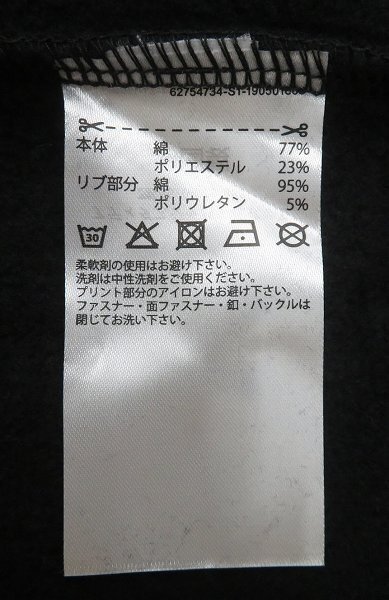 62754734-S1-190501
本体 綿 77%
ポリエステル 23%
リブ部分 綿 95%
ポリウレタン 5%
30
柔軟剤の使用はお避け下さい。
洗剤は中性洗剤をご使用ください。
プリント部分のアイロンはお避け下さい。
ファスナー・面ファスナー・釦・バックルは
閉じてお洗い下さい。